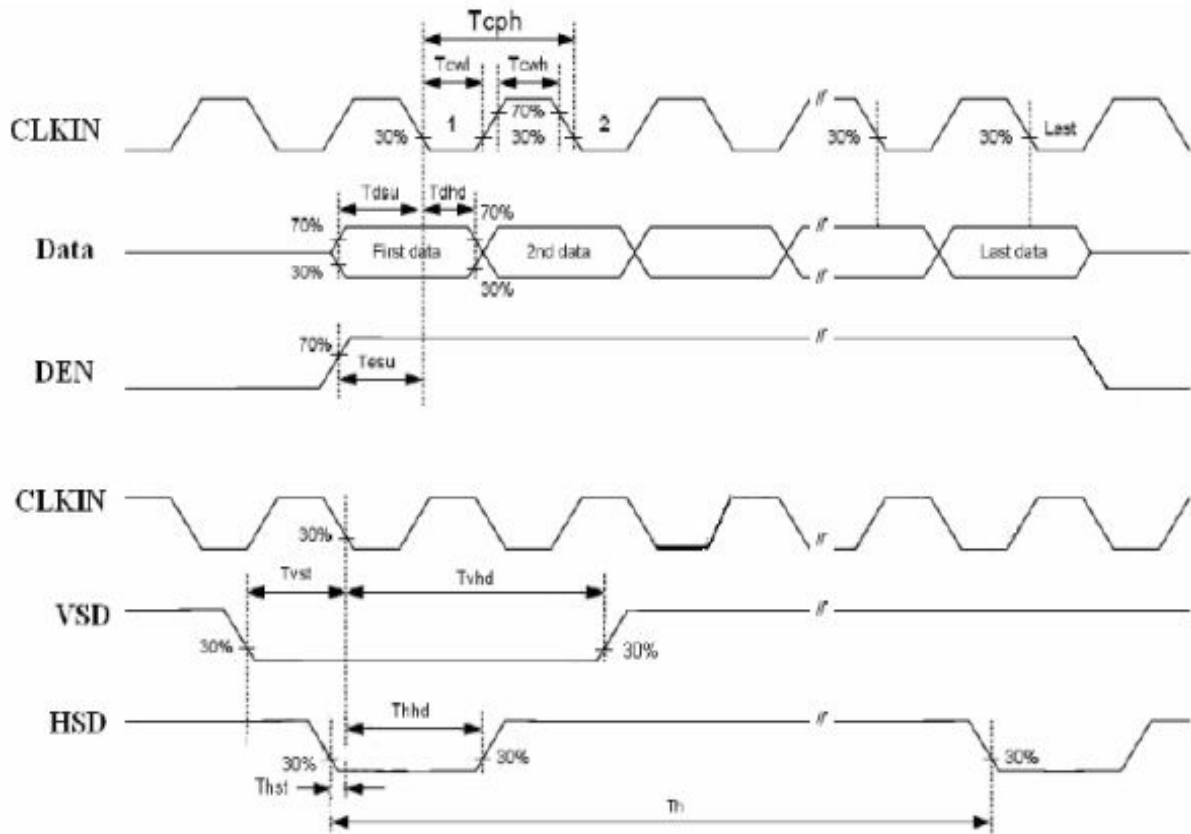 Tcph
Tcwl Tcwh
CLKIN 30% 1 70% 30% 2 30% 30% Last
Tdsu Tdhd
70% 70%
Data First data 2nd data Last data
30% 30%
70%
DEN Tesu
CLKIN
30%
Tvst Tvhd
VSD
30% 30%
HSD Thhd
30% 30% 30%
Thst
Th